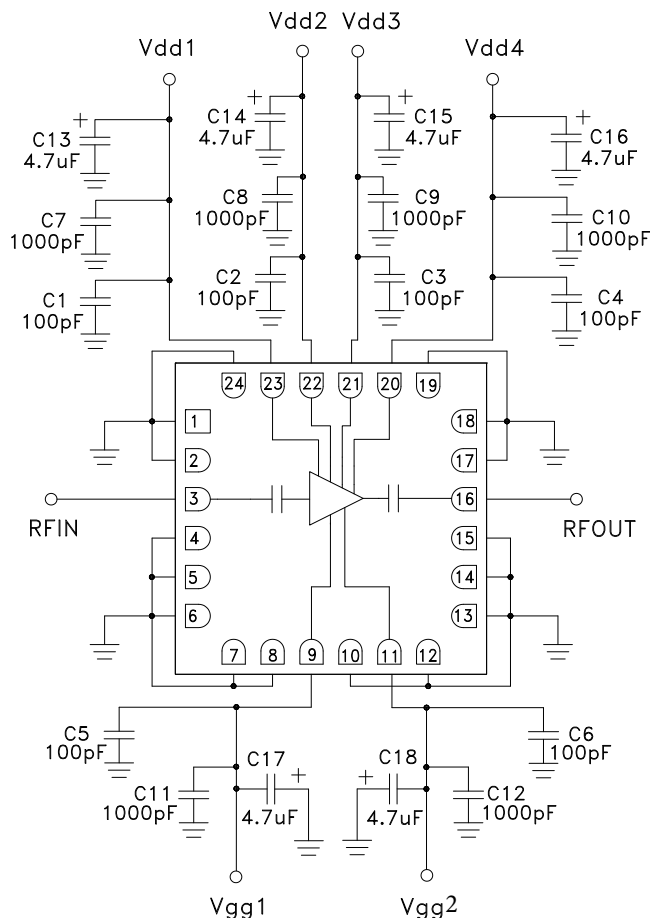 Vdd1
Vdd2
Vdd3
Vdd4
+
C13
4.7uF
+
C14
4.7uF
+
C15
4.7uF
+
C16
4.7uF
C7
1000pF
C8
1000pF
C9
1000pF
C10
1000pF
C1
100pF
C2
100pF
C3
100pF
C4
100pF
24
23
22
21
20
19
1
18
2
17
3
16
RFIN
RFOUT
4
15
5
14
6
13
7
8
9
10
11
12
C5
100pF
C17
+
4.7uF
C18
+
4.7uF
C6
100pF
C11
1000pF
C12
1000pF
Vgg1
Vgg2